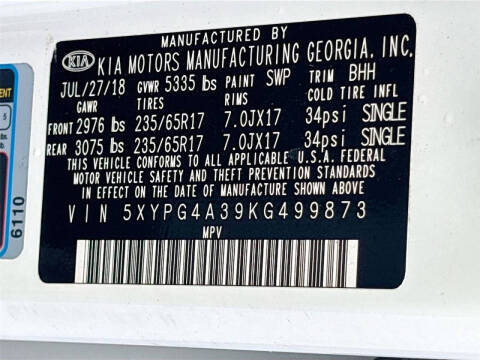 MANUFACTURED BY
KIA KIA MOTORS MANUFACTURING GEORGIA, INC.
JUL/27/18 GVWR 5335 lbs PAINT SWP TRIM BHH
GAWR TIRES RIMS COLD TIRE INFL
FRONT 2976 lbs 235/65R17 7.0JX17 34psi SINGLE
REAR 3075 lbs 235/65R17 7.0JX17 34psi SINGLE
THIS VEHICLE CONFORMS TO ALL APPLICABLE U.S.A. FEDERAL
MOTOR VEHICLE SAFETY AND THEFT PREVENTION STANDARDS
IN EFFECT ON THE DATE OF MANUFACTURE SHOWN ABOVE
VIN 5XYPG4A39KG499873
MPV
6110
5